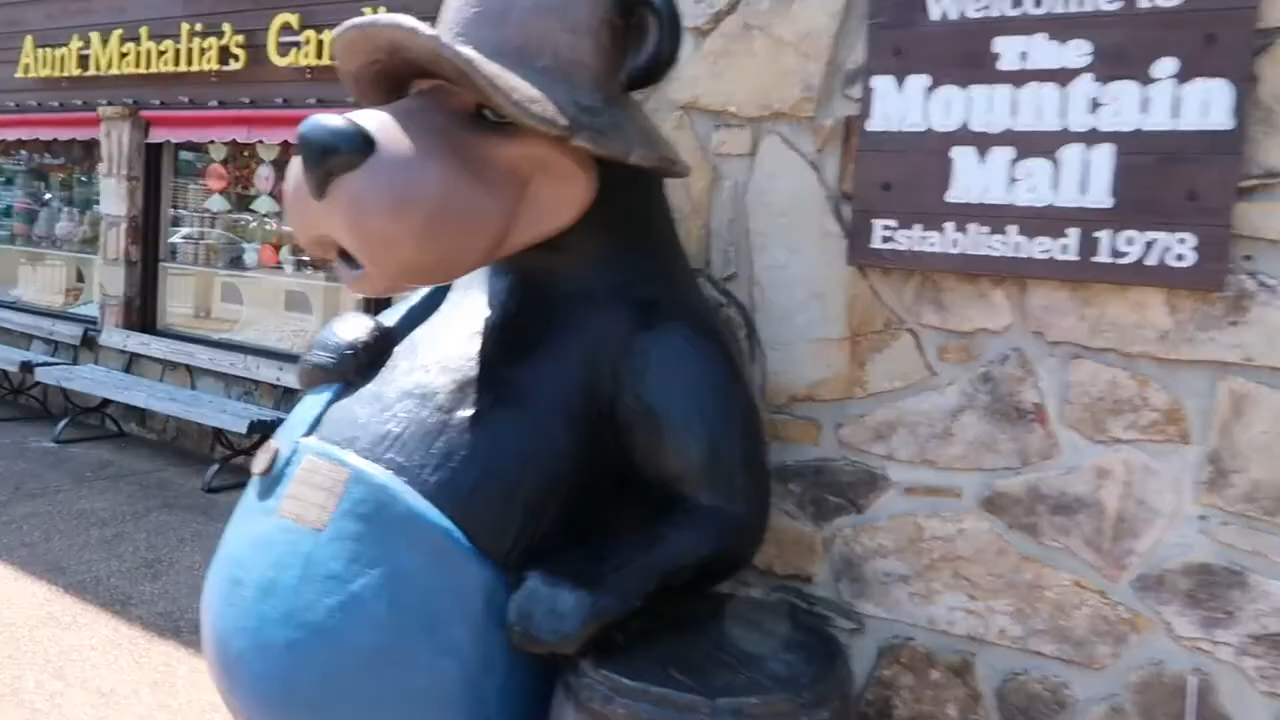 Aunt Mahalia's
Welcome to
The
Mountain
Mall
Established 1978